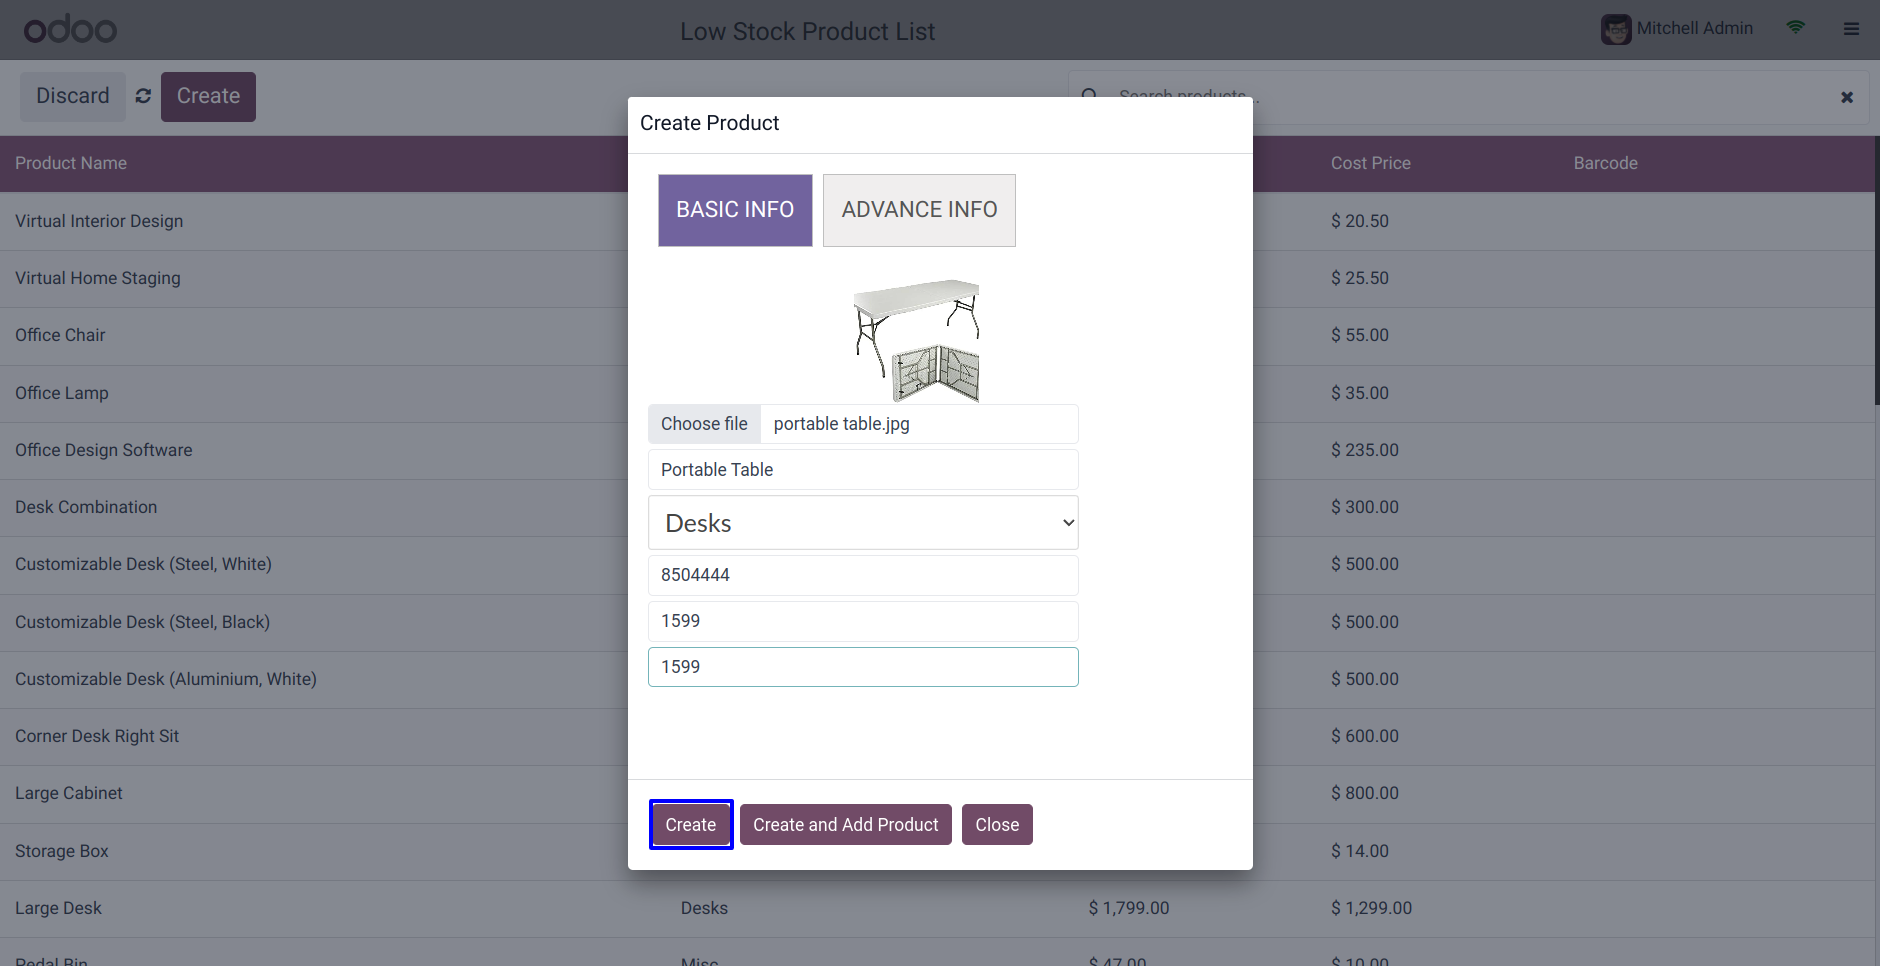 odoo
Low Stock Product List
Mitchell Admin
Discard
Create
Search products...
Product Name
Cost Price
Barcode
Create Product
BASIC INFO
ADVANCE INFO
Choose file
portable table.jpg
Portable Table
Desks
8504444
1599
1599
Create
Create and Add Product
Close
Virtual Interior Design
$ 20.50
Virtual Home Staging
$ 25.50
Office Chair
$ 55.00
Office Lamp
$ 35.00
Office Design Software
$ 235.00
Desk Combination
$ 300.00
Customizable Desk (Steel, White)
$ 500.00
Customizable Desk (Steel, Black)
$ 500.00
Customizable Desk (Aluminium, White)
$ 500.00
Corner Desk Right Sit
$ 600.00
Large Cabinet
$ 800.00
Storage Box
$ 14.00
Large Desk
Desks
$ 1,799.00
$ 1,299.00
Pedal Bin
Misc
$ 47.00
$ 10.00